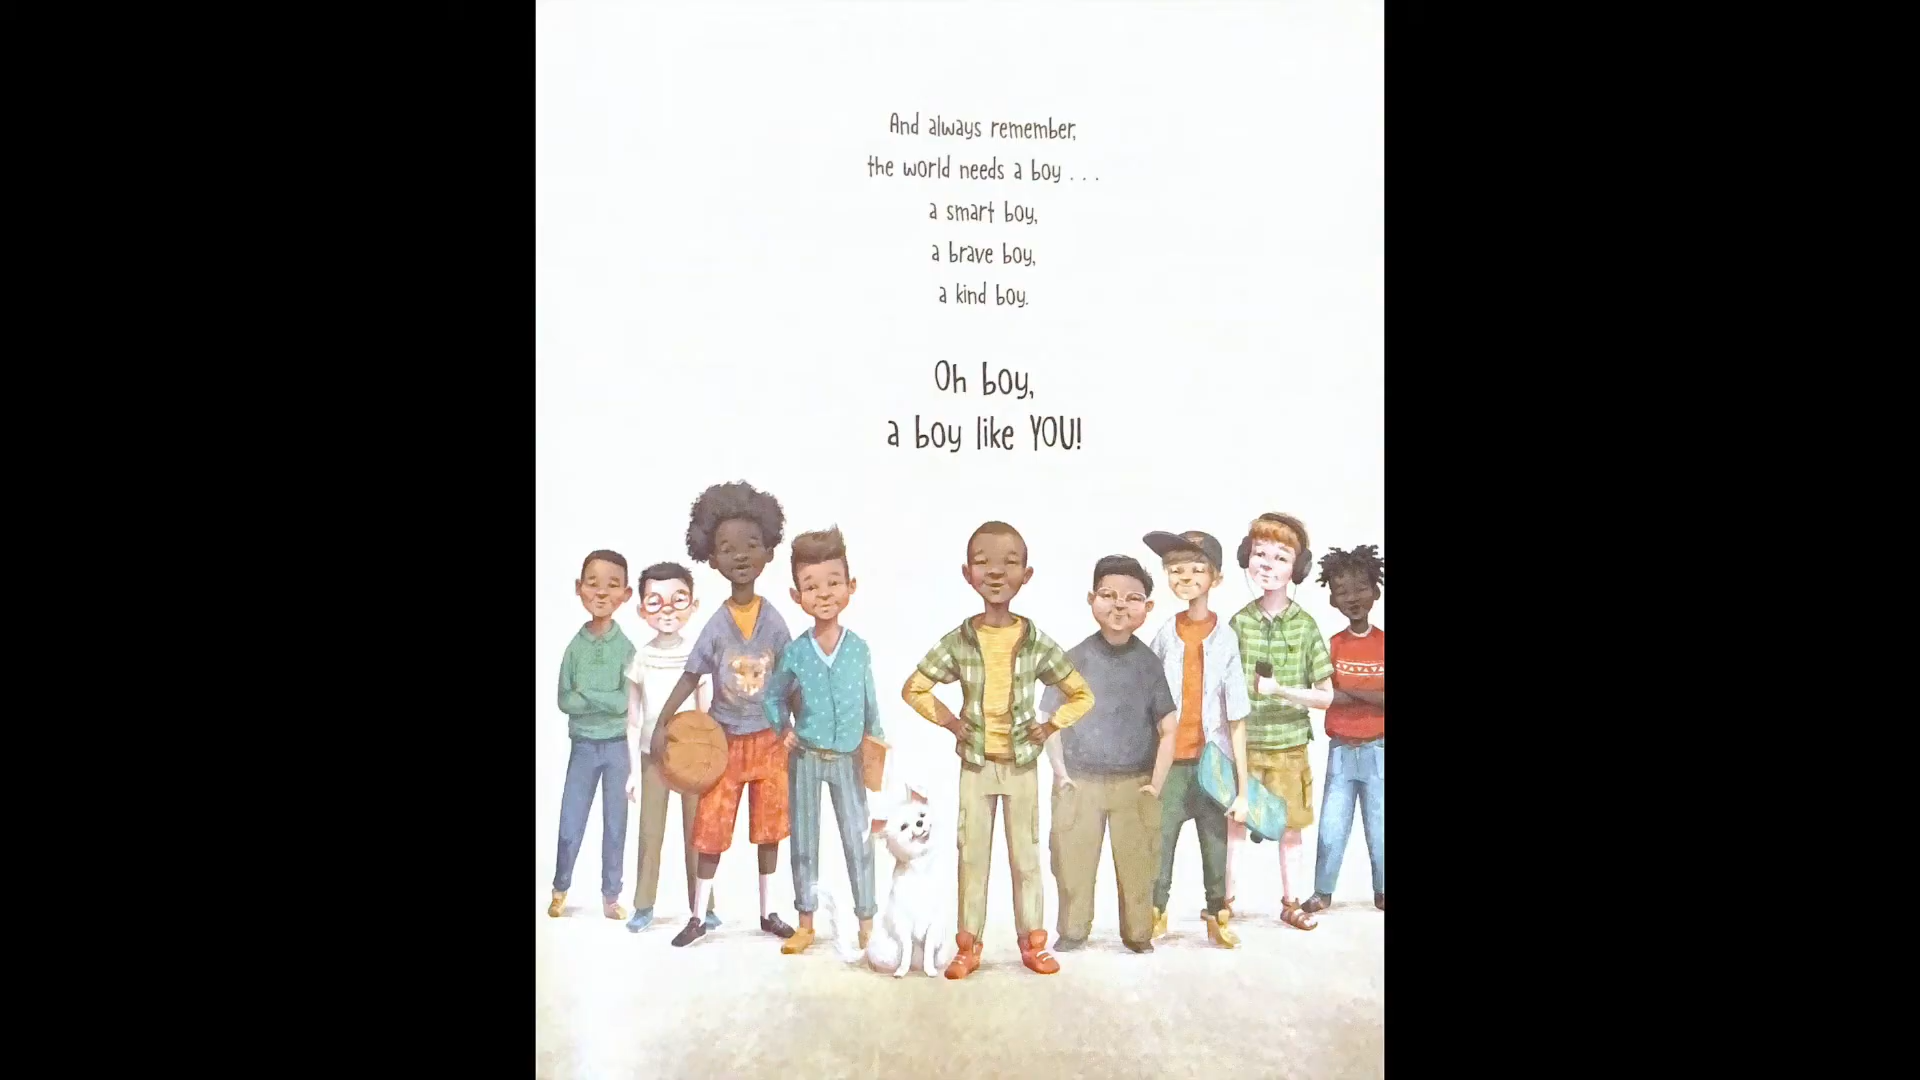 And always remember,
the world needs a boy . . .
a smart boy,
a brave boy,
a kind boy.
Oh boy,
a boy like YOU!